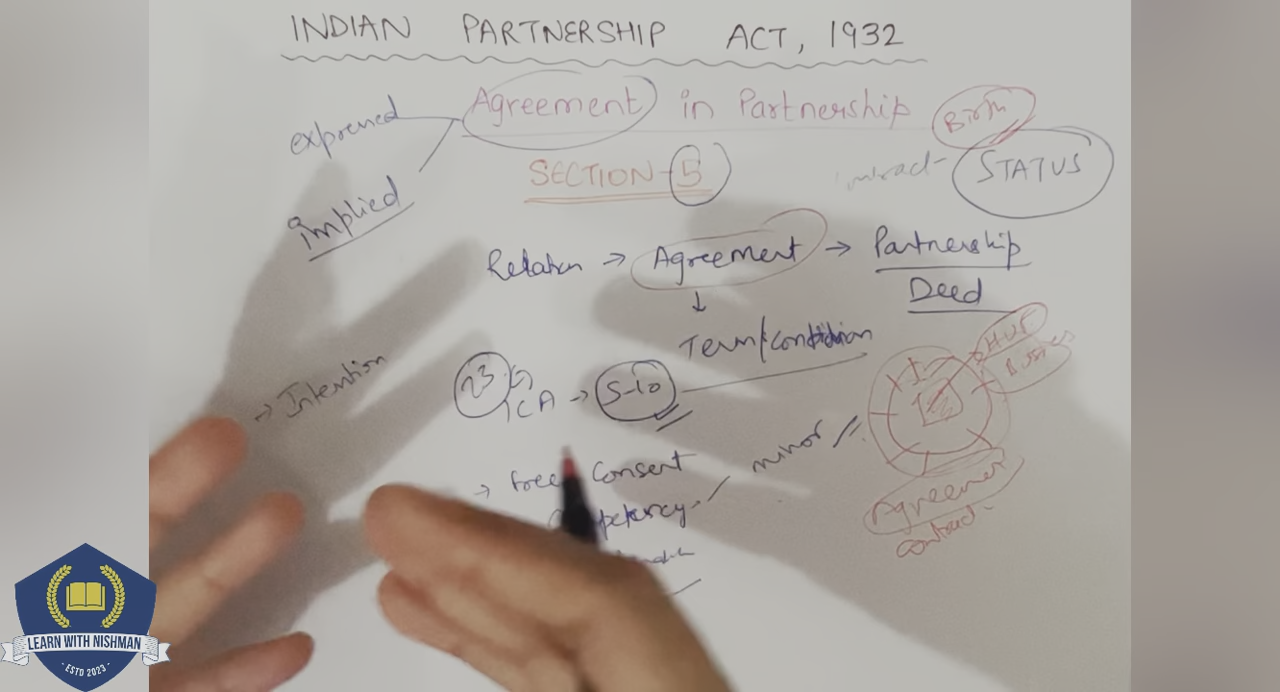 INDIAN PARTNERSHIP ACT, 1932
Agreement in Partnership
Birth
expressed
SECTION-5
STATUS
implied
Relation → Agreement → Partnership
Deed
↓
Term/condition
HUF
→ Intention
23
ICA → S-10
minor
→ free consent
Agreement
contract
LEARN WITH NISHMAN
- ESTD 2023 -